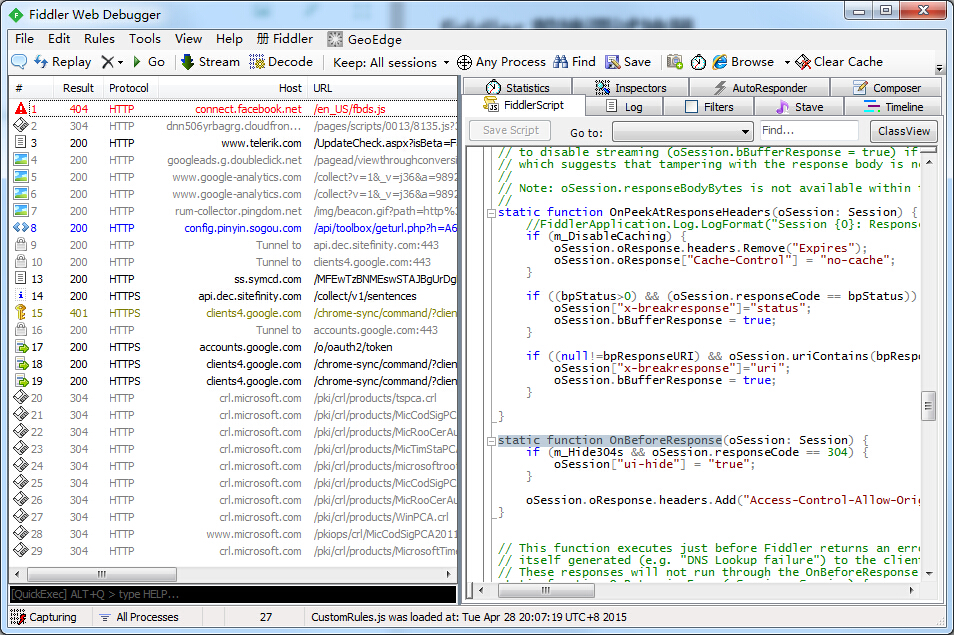 Fiddler Web Debugger
File Edit Rules Tools View Help 册 Fiddler GeoEdge
Replay Go Stream Decode Keep: All sessions Any Process Find Save Browse Clear Cache
# Result Protocol Host URL
1 404 HTTP connect.facebook.net /en_US/fbds.js
2 304 HTTP dnn506yrbagrg.cloudfron... /pages/scripts/0013/8135.js?
3 200 HTTP www.telerik.com /UpdateCheck.aspx?isBeta=F
4 200 HTTP googleads.g.doubleclick.net /pagead/viewthroughconversi
5 200 HTTP www.google-analytics.com /collect?v=1&_v=j36&a=9892
6 200 HTTP www.google-analytics.com /collect?v=1&_v=j36&a=9892
7 200 HTTP rum-collector.pingdom.net /img/beacon.gif?path=http%
8 200 HTTP config.pinyin.sogou.com /api/toolbox/geturl.php?h=A6
9 200 HTTP Tunnel to api.dec.sitefinity.com:443
10 200 HTTP Tunnel to clients4.google.com:443
13 200 HTTP ss.symcd.com /MFEwTzBNMEswSTAJBgUrDg
14 200 HTTPS api.dec.sitefinity.com /collect/v1/sentences
15 401 HTTPS clients4.google.com /chrome-sync/command/?clien
16 200 HTTP Tunnel to accounts.google.com:443
17 200 HTTPS accounts.google.com /o/oauth2/token
18 200 HTTPS clients4.google.com /chrome-sync/command/?clien
19 200 HTTPS clients4.google.com /chrome-sync/command/?clien
20 304 HTTP crl.microsoft.com /pki/crl/products/tspca.crl
21 304 HTTP crl.microsoft.com /pki/crl/products/MicCodSigPC
22 304 HTTP crl.microsoft.com /pki/crl/products/MicRooCerAu
23 304 HTTP crl.microsoft.com /pki/crl/products/MicTimStaPC
24 304 HTTP crl.microsoft.com /pki/crl/products/microsoftroo
25 304 HTTP crl.microsoft.com /pki/crl/products/MicCodSigPC
26 304 HTTP crl.microsoft.com /pki/crl/products/MicRooCerAu
27 304 HTTP crl.microsoft.com /pki/crl/products/WinPCA.crl
28 304 HTTP www.microsoft.com /pkiops/crl/MicCodSigPCA2011
29 304 HTTP crl.microsoft.com /pki/crl/products/MicrosoftTime
[QuickExec] ALT+Q > type HELP...
Statistics Inspectors AutoResponder Composer
FiddlerScript Log Filters Stave Timeline
Save Script Go to: Find... ClassView
// to disable streaming (oSession.bBufferResponse = true) if
// which suggests that tampering with the response body is n
//
// Note: oSession.responseBodyBytes is not available within
//
static function OnPeekAtResponseHeaders(oSession: Session) {
//FiddlerApplication.Log.LogFormat("Session {0}: Respons
if (m_DisableCaching) {
oSession.oResponse.headers.Remove("Expires");
oSession.oResponse["Cache-Control"] = "no-cache";
}
if ((bpStatus>0) && (oSession.responseCode == bpStatus))
oSession["x-breakresponse"]="status";
oSession.bBufferResponse = true;
}
if ((null!=bpResponseURI) && oSession.uriContains(bpRespo
oSession["x-breakresponse"]="uri";
oSession.bBufferResponse = true;
}
}
static function OnBeforeResponse(oSession: Session) {
if (m_Hide304s && oSession.responseCode == 304) {
oSession["ui-hide"] = "true";
}
oSession.oResponse.headers.Add("Access-Control-Allow-Orig
}
// This function executes just before Fiddler returns an erro
// itself generated (e.g. "DNS Lookup failure") to the client
// These responses will not run through the OnBeforeResponse
Capturing All Processes 27 CustomRules.js was loaded at: Tue Apr 28 20:07:19 UTC+8 2015